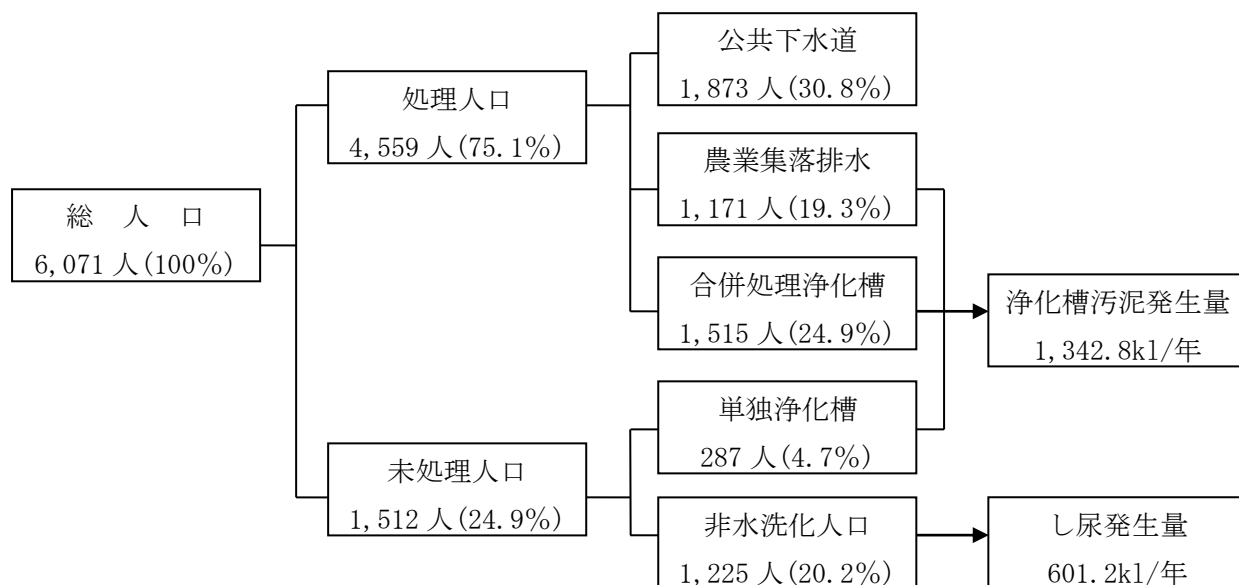 総　人　口
6,071 人(100%)
処理人口
4,559 人(75.1%)
未処理人口
1,512 人(24.9%)
公共下水道
1,873 人(30.8%)
農業集落排水
1,171 人(19.3%)
合併処理浄化槽
1,515 人(24.9%)
単独浄化槽
287 人(4.7%)
非水洗化人口
1,225 人(20.2%)
浄化槽汚泥発生量
1,342.8kl/年
し尿発生量
601.2kl/年